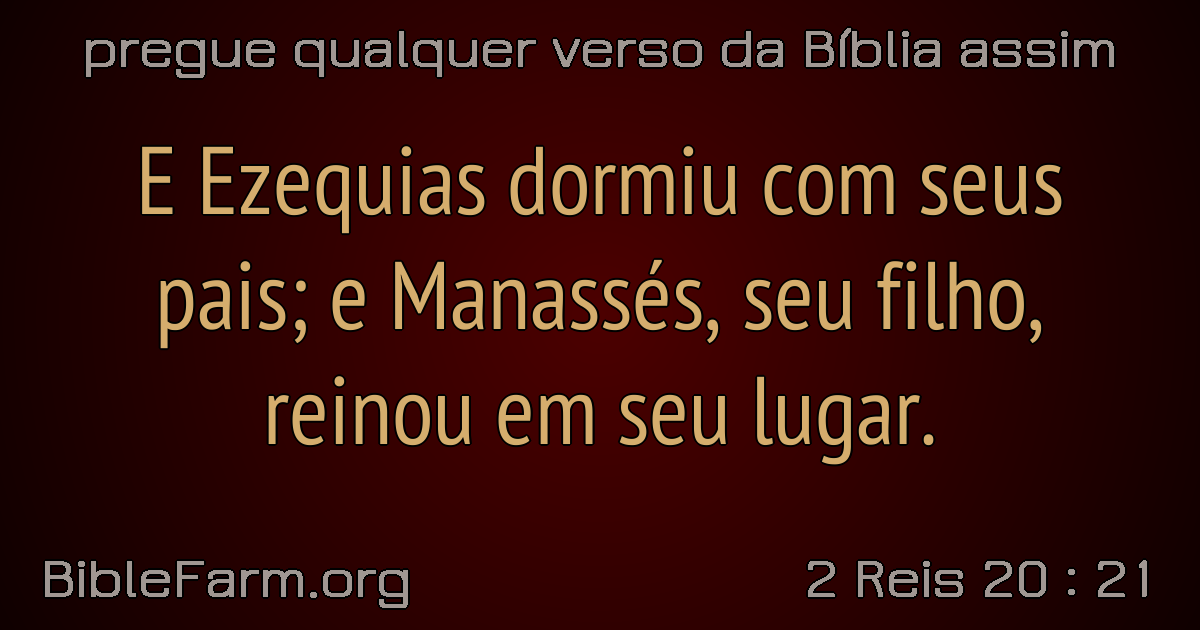 pregue qualquer verso da Bíblia assim
E Ezequias dormiu com seus
pais; e Manassés, seu filho,
reinou em seu lugar.
BibleFarm.org
2 Reis 20 : 21